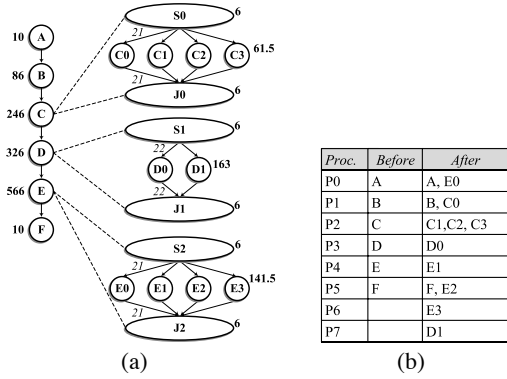 S0 6
10 A
21
C0 C1 C2 C3 61.5
86 B
21
J0 6
246 C
S1 6
22
326 D
D0 D1 163
22
566 E
J1 6
10 F
S2 6
21
141.5
E0 E1 E2 E3
21
J2 6
(a)
Proc. Before After
P0 A A, E0
P1 B B, C0
P2 C C1,C2, C3
P3 D D0
P4 E E1
P5 F F, E2
P6 E3
P7 D1
(b)